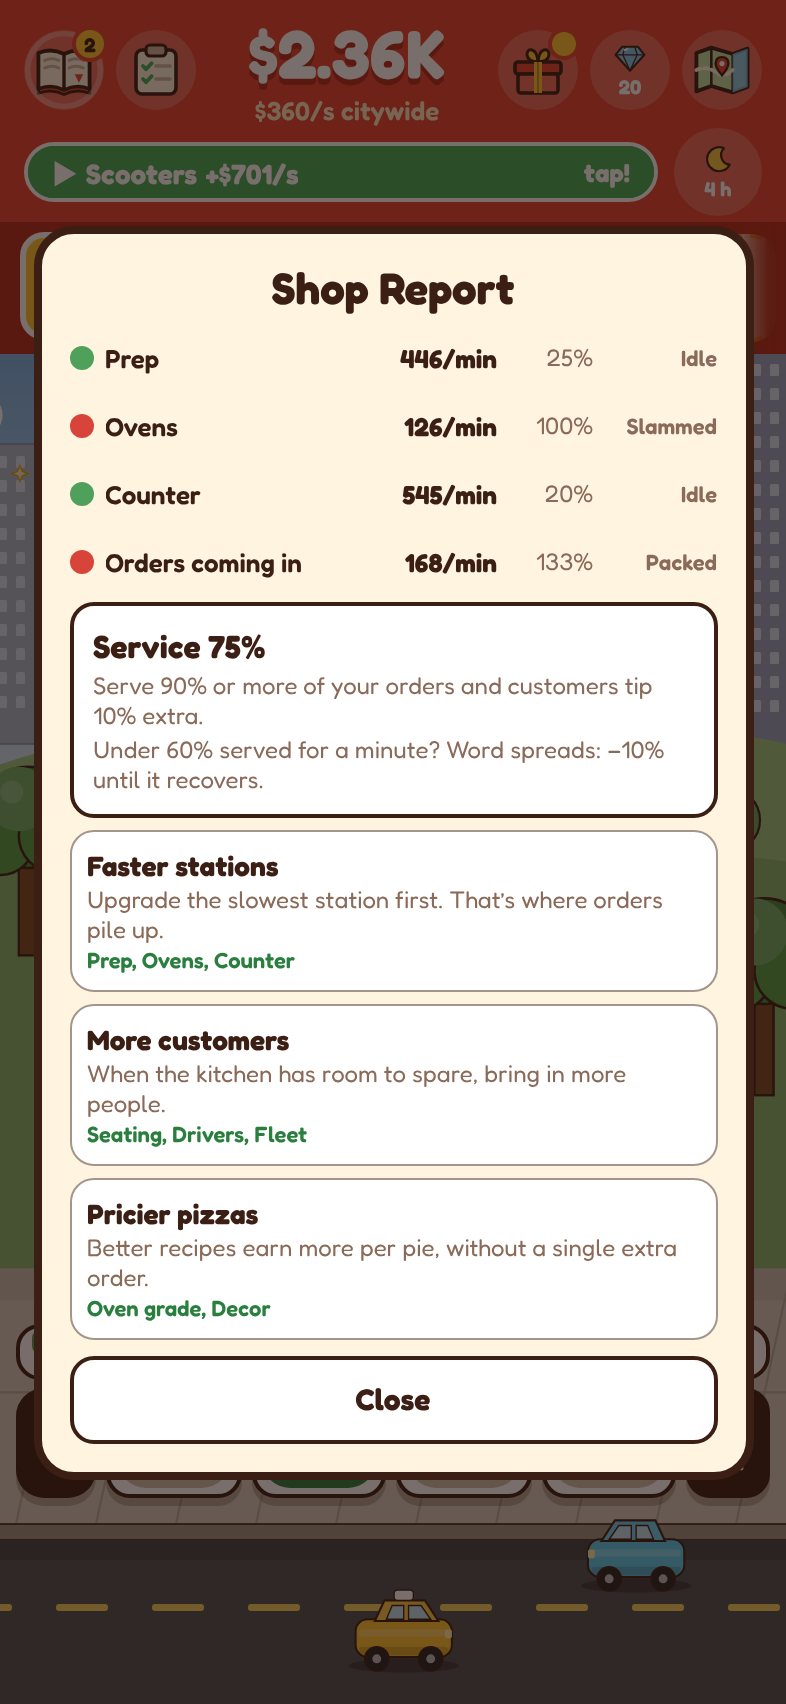 2
$2.36K
$360/s citywide
20
Scooters +$701/s
tap!
4 h
Shop Report
Prep 446/min 25% Idle
Ovens 126/min 100% Slammed
Counter 545/min 20% Idle
Orders coming in 168/min 133% Packed
Service 75%
Serve 90% or more of your orders and customers tip
10% extra.
Under 60% served for a minute? Word spreads: −10%
until it recovers.
Faster stations
Upgrade the slowest station first. That's where orders
pile up.
Prep, Ovens, Counter
More customers
When the kitchen has room to spare, bring in more
people.
Seating, Drivers, Fleet
Pricier pizzas
Better recipes earn more per pie, without a single extra
order.
Oven grade, Decor
Close